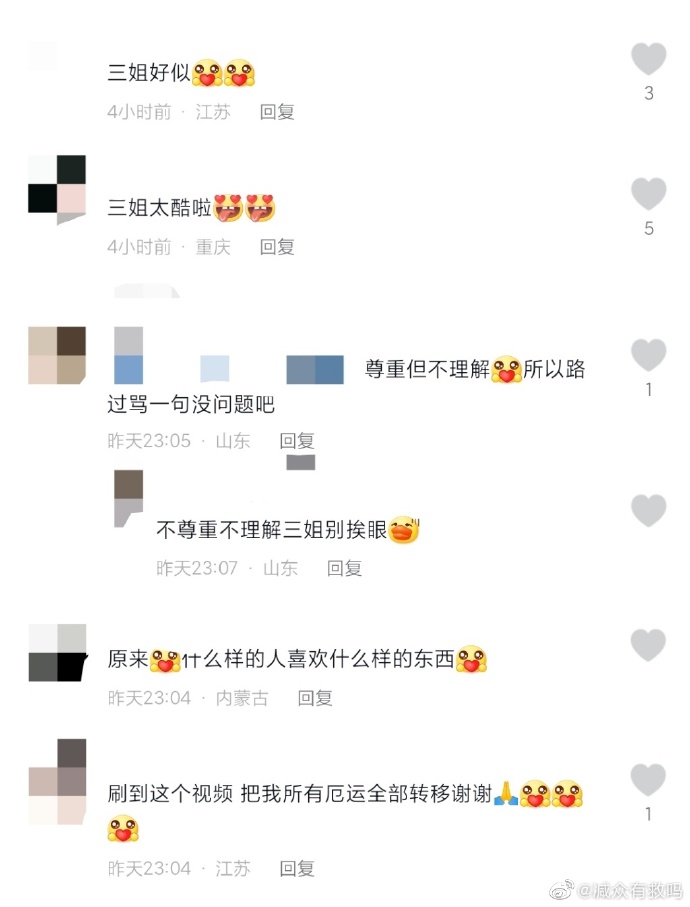 三姐好似
4小时前 · 江苏 回复
3
三姐太酷啦
4小时前 · 重庆 回复
5
尊重但不理解所以路
过骂一句没问题吧
1
昨天23:05 · 山东 回复
不尊重不理解三姐别挨眼
昨天23:07 · 山东 回复
原来什么样的人喜欢什么样的东西
昨天23:04 · 内蒙古 回复
刷到这个视频 把我所有厄运全部转移谢谢
1
昨天23:04 · 江苏 回复
@减众有救吗